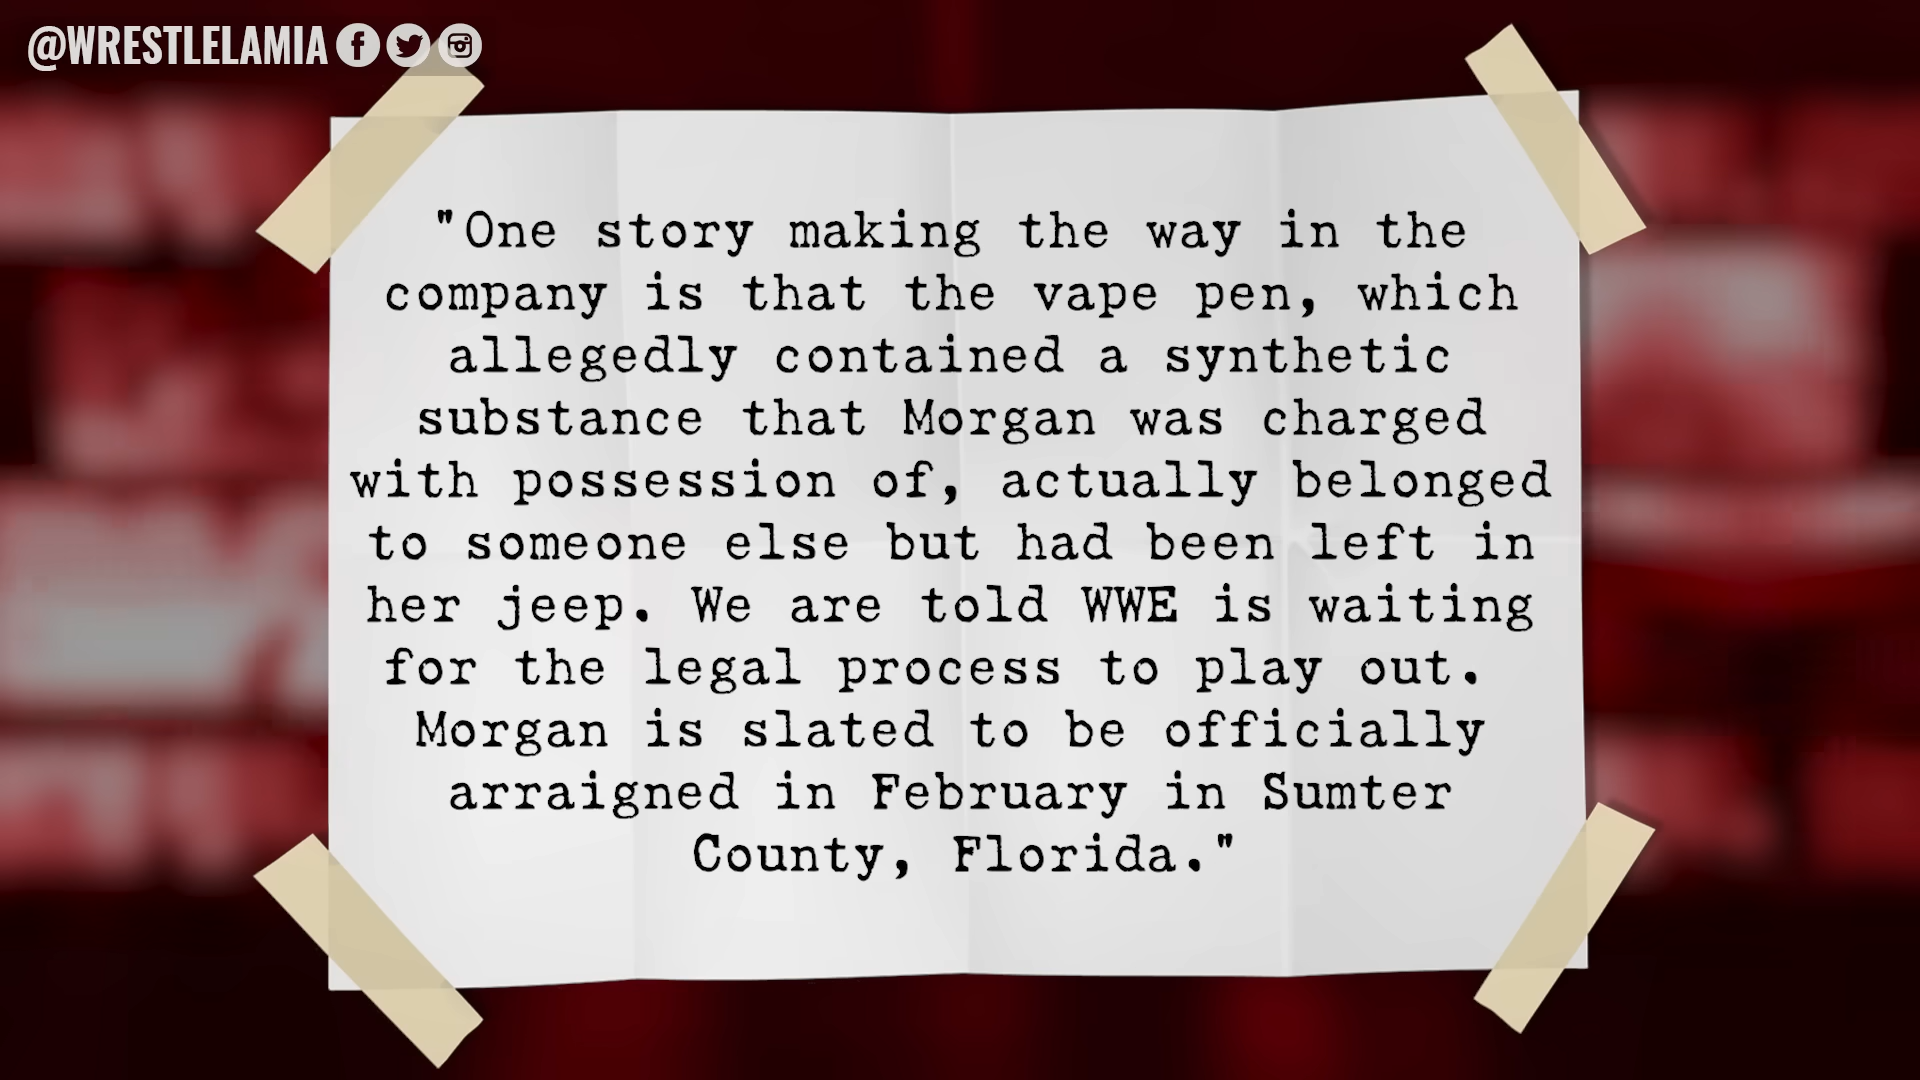 @WRESTLELAMIA
"One story making the way in the
company is that the vape pen, which
allegedly contained a synthetic
substance that Morgan was charged
with possession of, actually belonged
to someone else but had been left in
her jeep. We are told WWE is waiting
for the legal process to play out.
Morgan is slated to be officially
arraigned in February in Sumter
County, Florida."